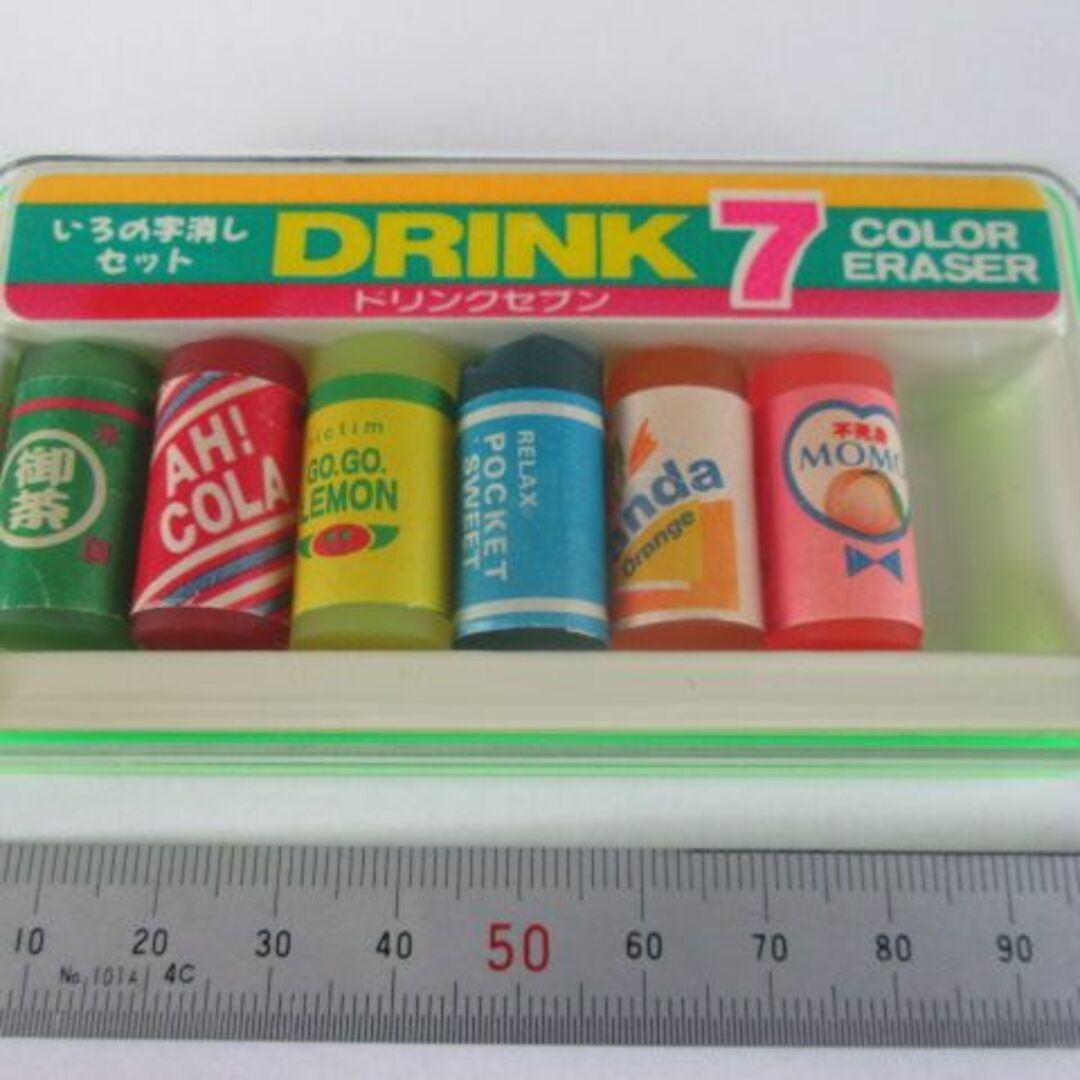 いろの字消し
セット
DRINK 7
ドリンクセブン
COLOR
ERASER
御茶
AH!
COLA
GO.GO.
LEMON
RELAX
POCKET
SWEET
anda
Orange
MOMO
10 20 30 40 50 60 70 80 90
No.101A 4C